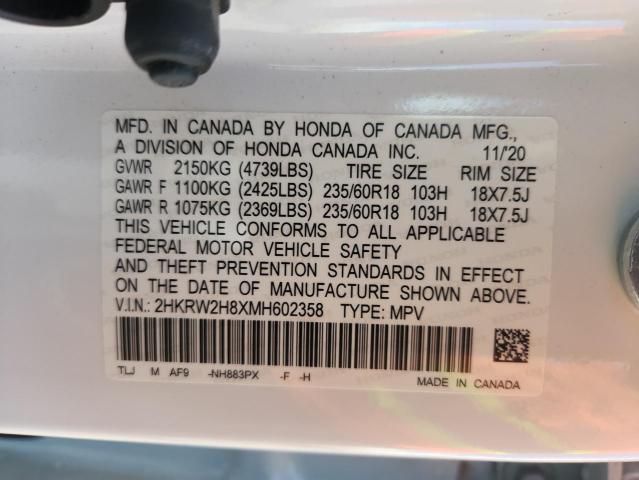 MFD. IN CANADA BY HONDA OF CANADA MFG.,
A DIVISION OF HONDA CANADA INC. 11/'20
GVWR 2150KG (4739LBS) TIRE SIZE RIM SIZE
GAWR F 1100KG (2425LBS) 235/60R18 103H 18X7.5J
GAWR R 1075KG (2369LBS) 235/60R18 103H 18X7.5J
THIS VEHICLE CONFORMS TO ALL APPLICABLE
FEDERAL MOTOR VEHICLE SAFETY
AND THEFT PREVENTION STANDARDS IN EFFECT
ON THE DATE OF MANUFACTURE SHOWN ABOVE.
V.I.N.: 2HKRW2H8XMH602358 TYPE: MPV
TLJ M AF9 -NH883PX -F -H
MADE IN CANADA